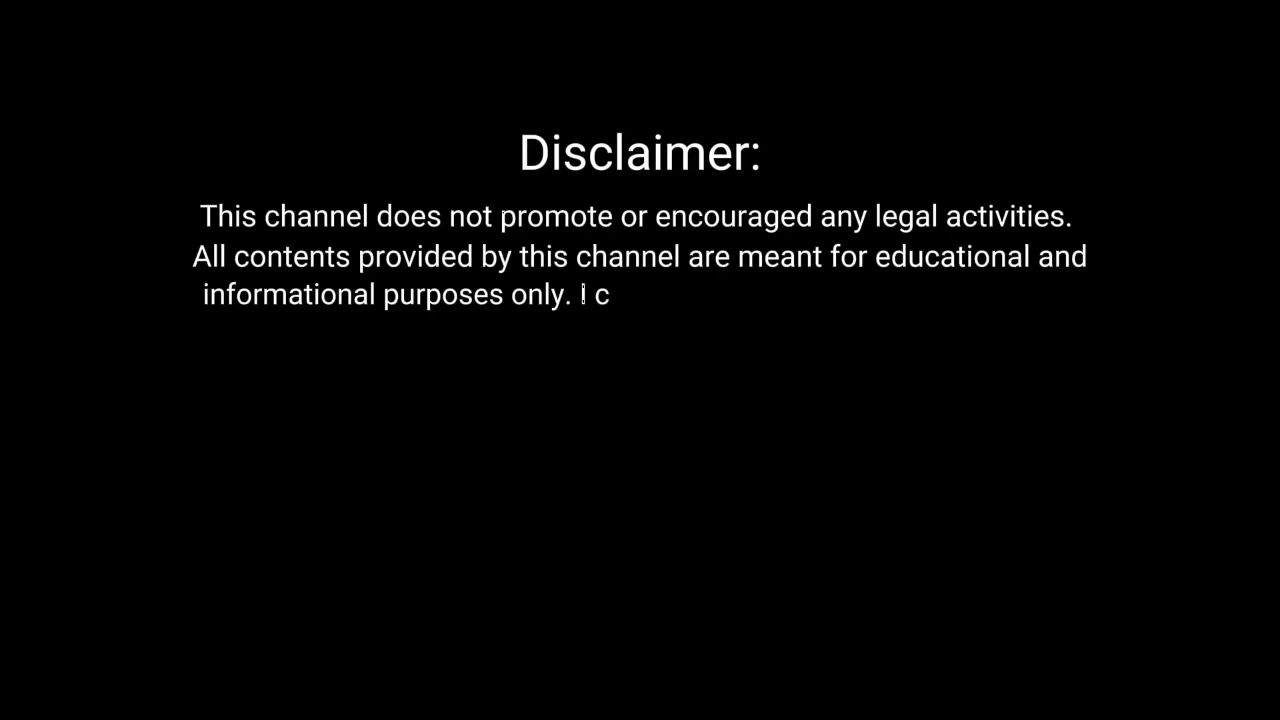 Disclaimer:
This channel does not promote or encouraged any legal activities.
All contents provided by this channel are meant for educational and
informational purposes only. I c